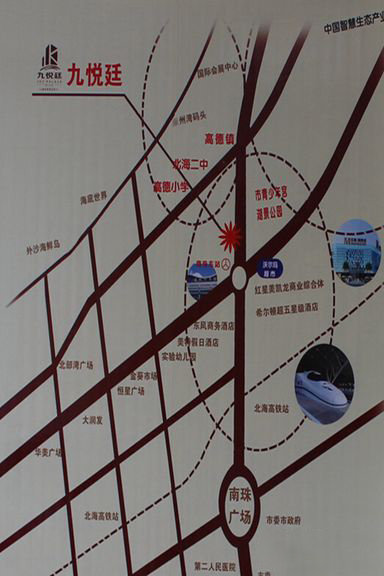 中国智慧生态产业
国际会展中心
九悦廷
九悦廷
高德镇
北海二中
高德小学
市青少年宫
海景公园
海底世界
外沙海鲜岛
沃尔玛
超市
红星美凯龙商业综合体
希尔顿超五星级酒店
东风商务酒店
美特假日酒店
实验幼儿园
北部湾广场
金葵市场
恒星广场
大润发
北海高铁站
华美广场
南珠
广场
北海高铁站
市委市政府
第二人民医院